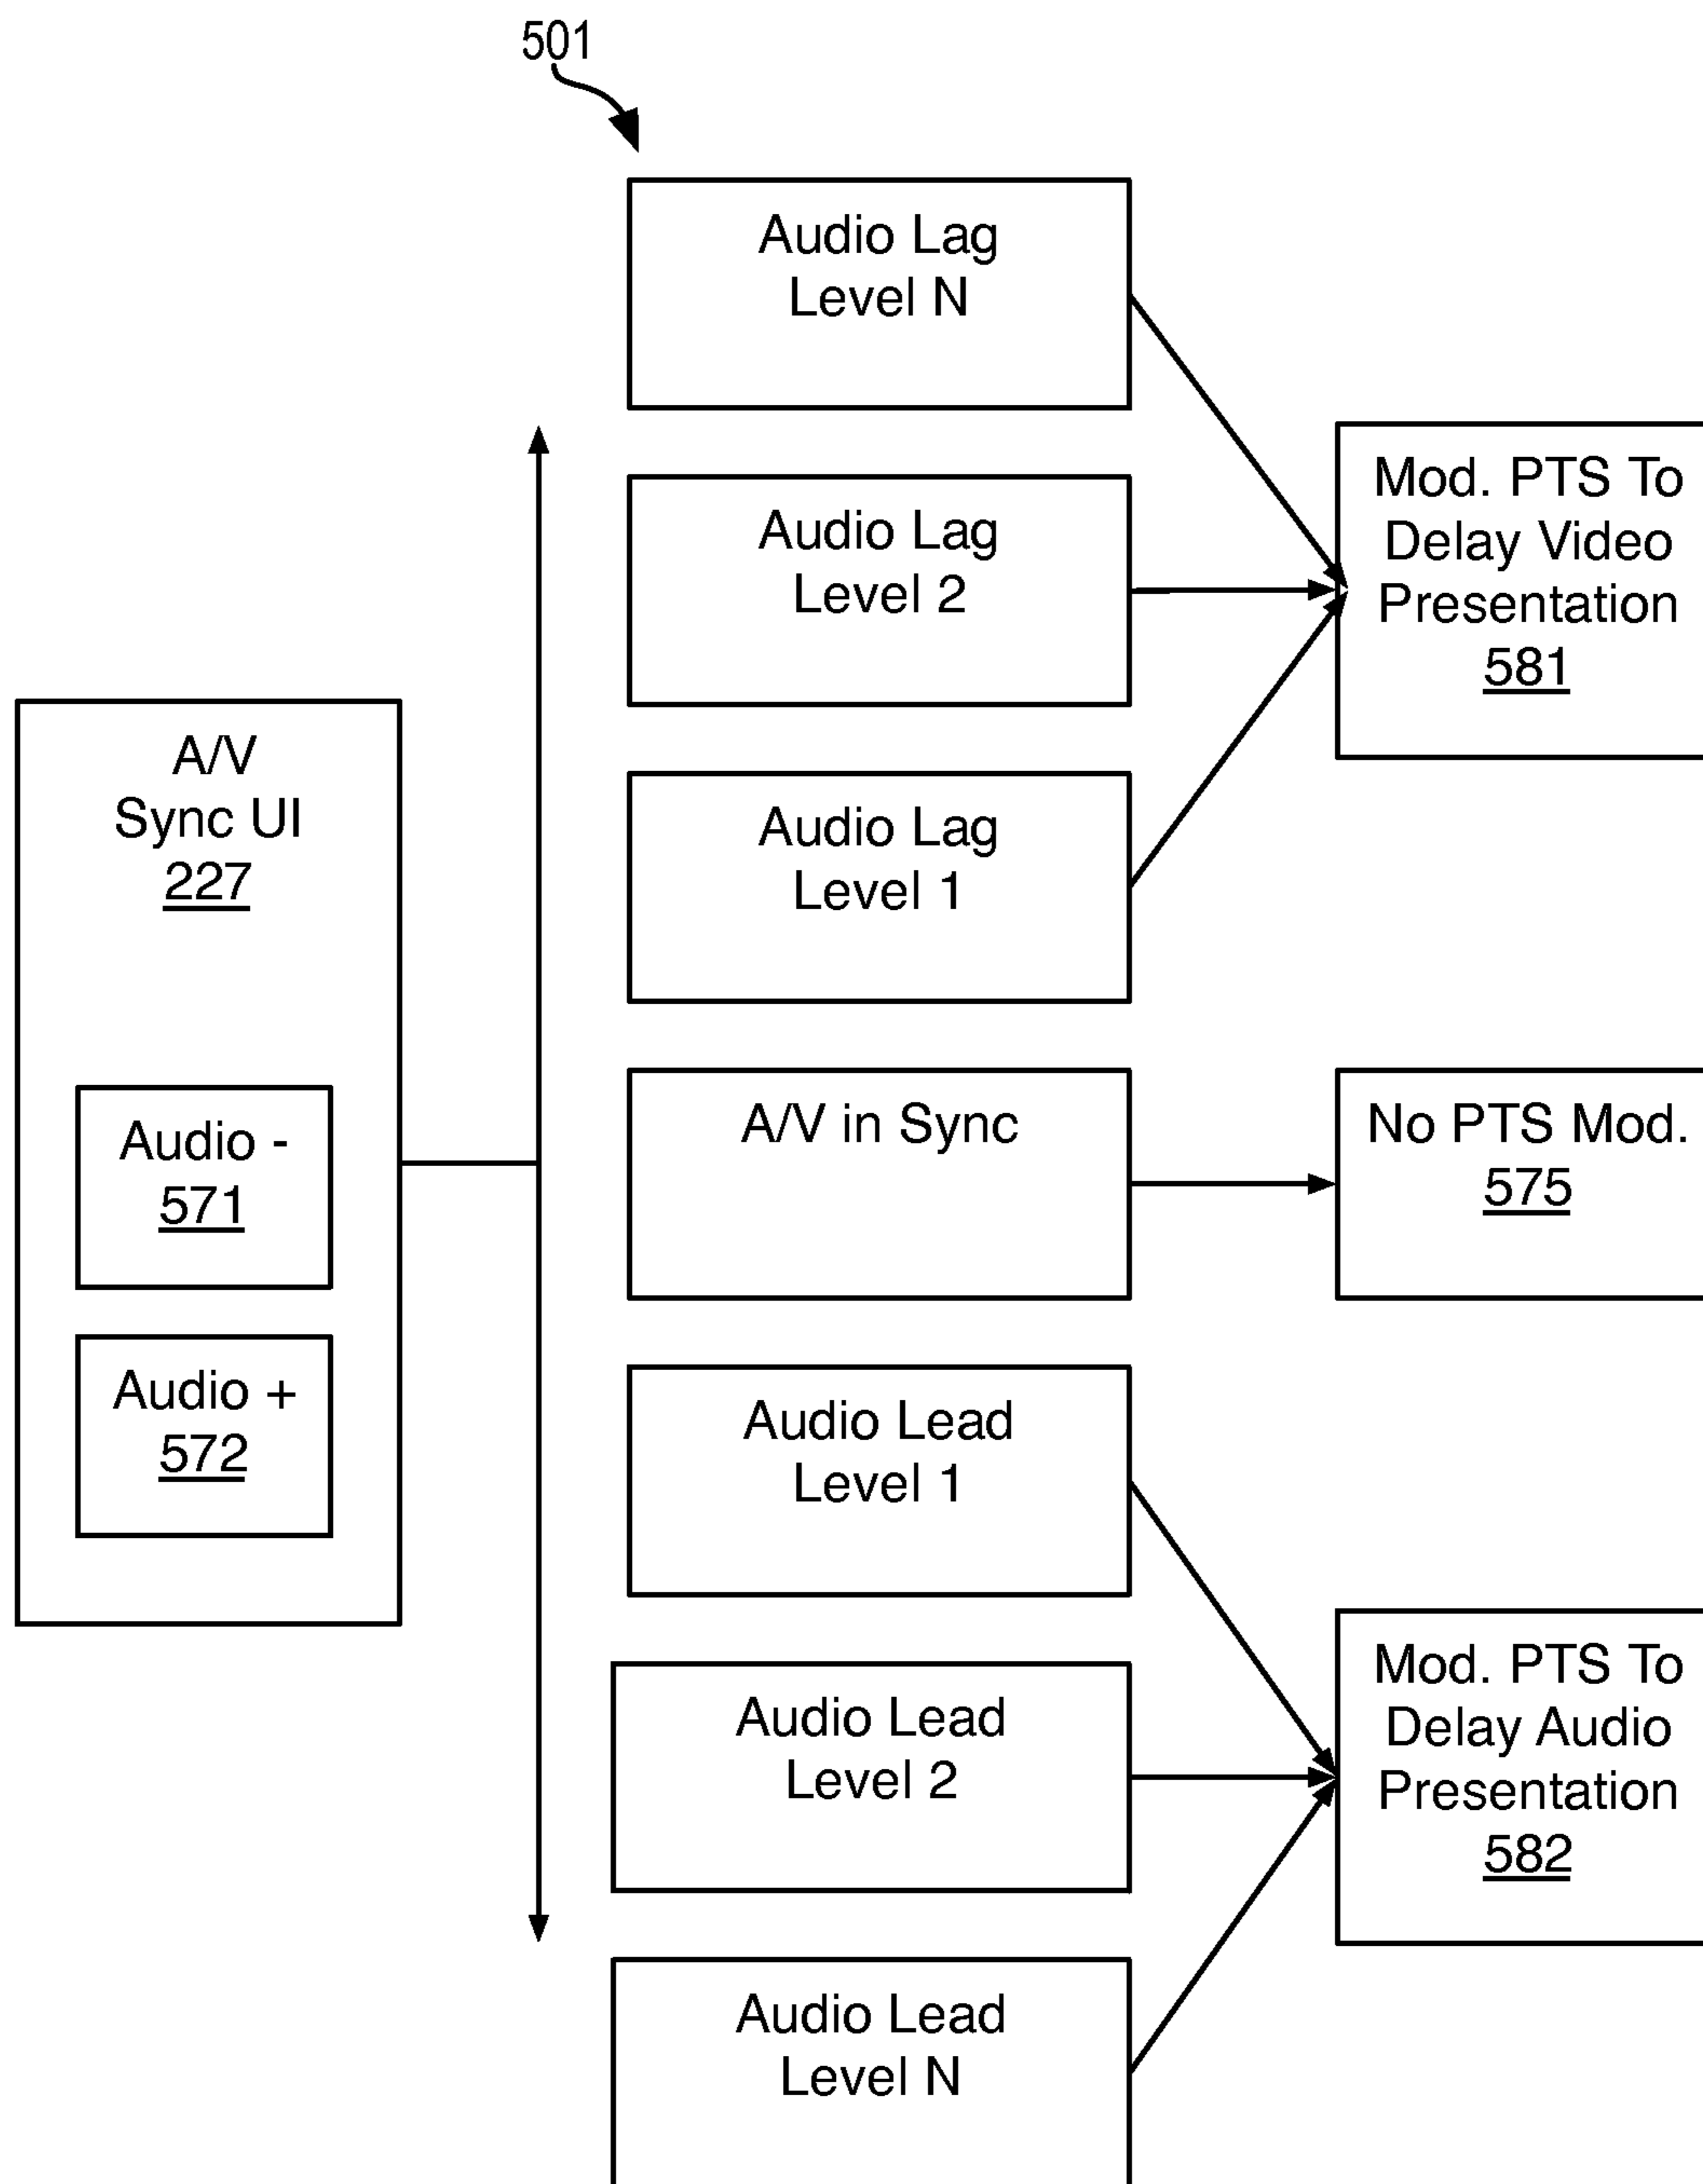 501
Audio Lag
Level N
Audio Lag
Level 2
Audio Lag
Level 1
A/V in Sync
Audio Lead
Level 1
Audio Lead
Level 2
Audio Lead
Level N
A/V
Sync UI
227
Audio -
571
Audio +
572
Mod. PTS To
Delay Video
Presentation
581
No PTS Mod.
575
Mod. PTS To
Delay Audio
Presentation
582